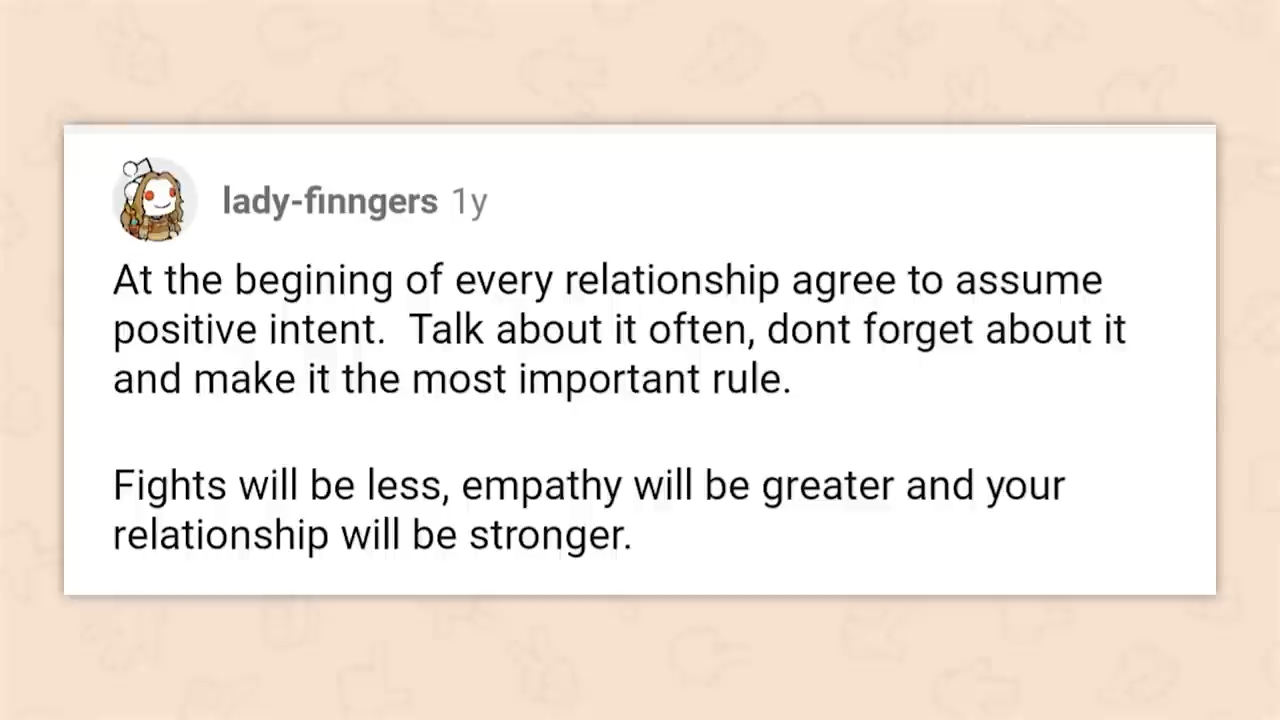 lady-finngers 1y
At the begining of every relationship agree to assume
positive intent.  Talk about it often, dont forget about it
and make it the most important rule.
Fights will be less, empathy will be greater and your
relationship will be stronger.